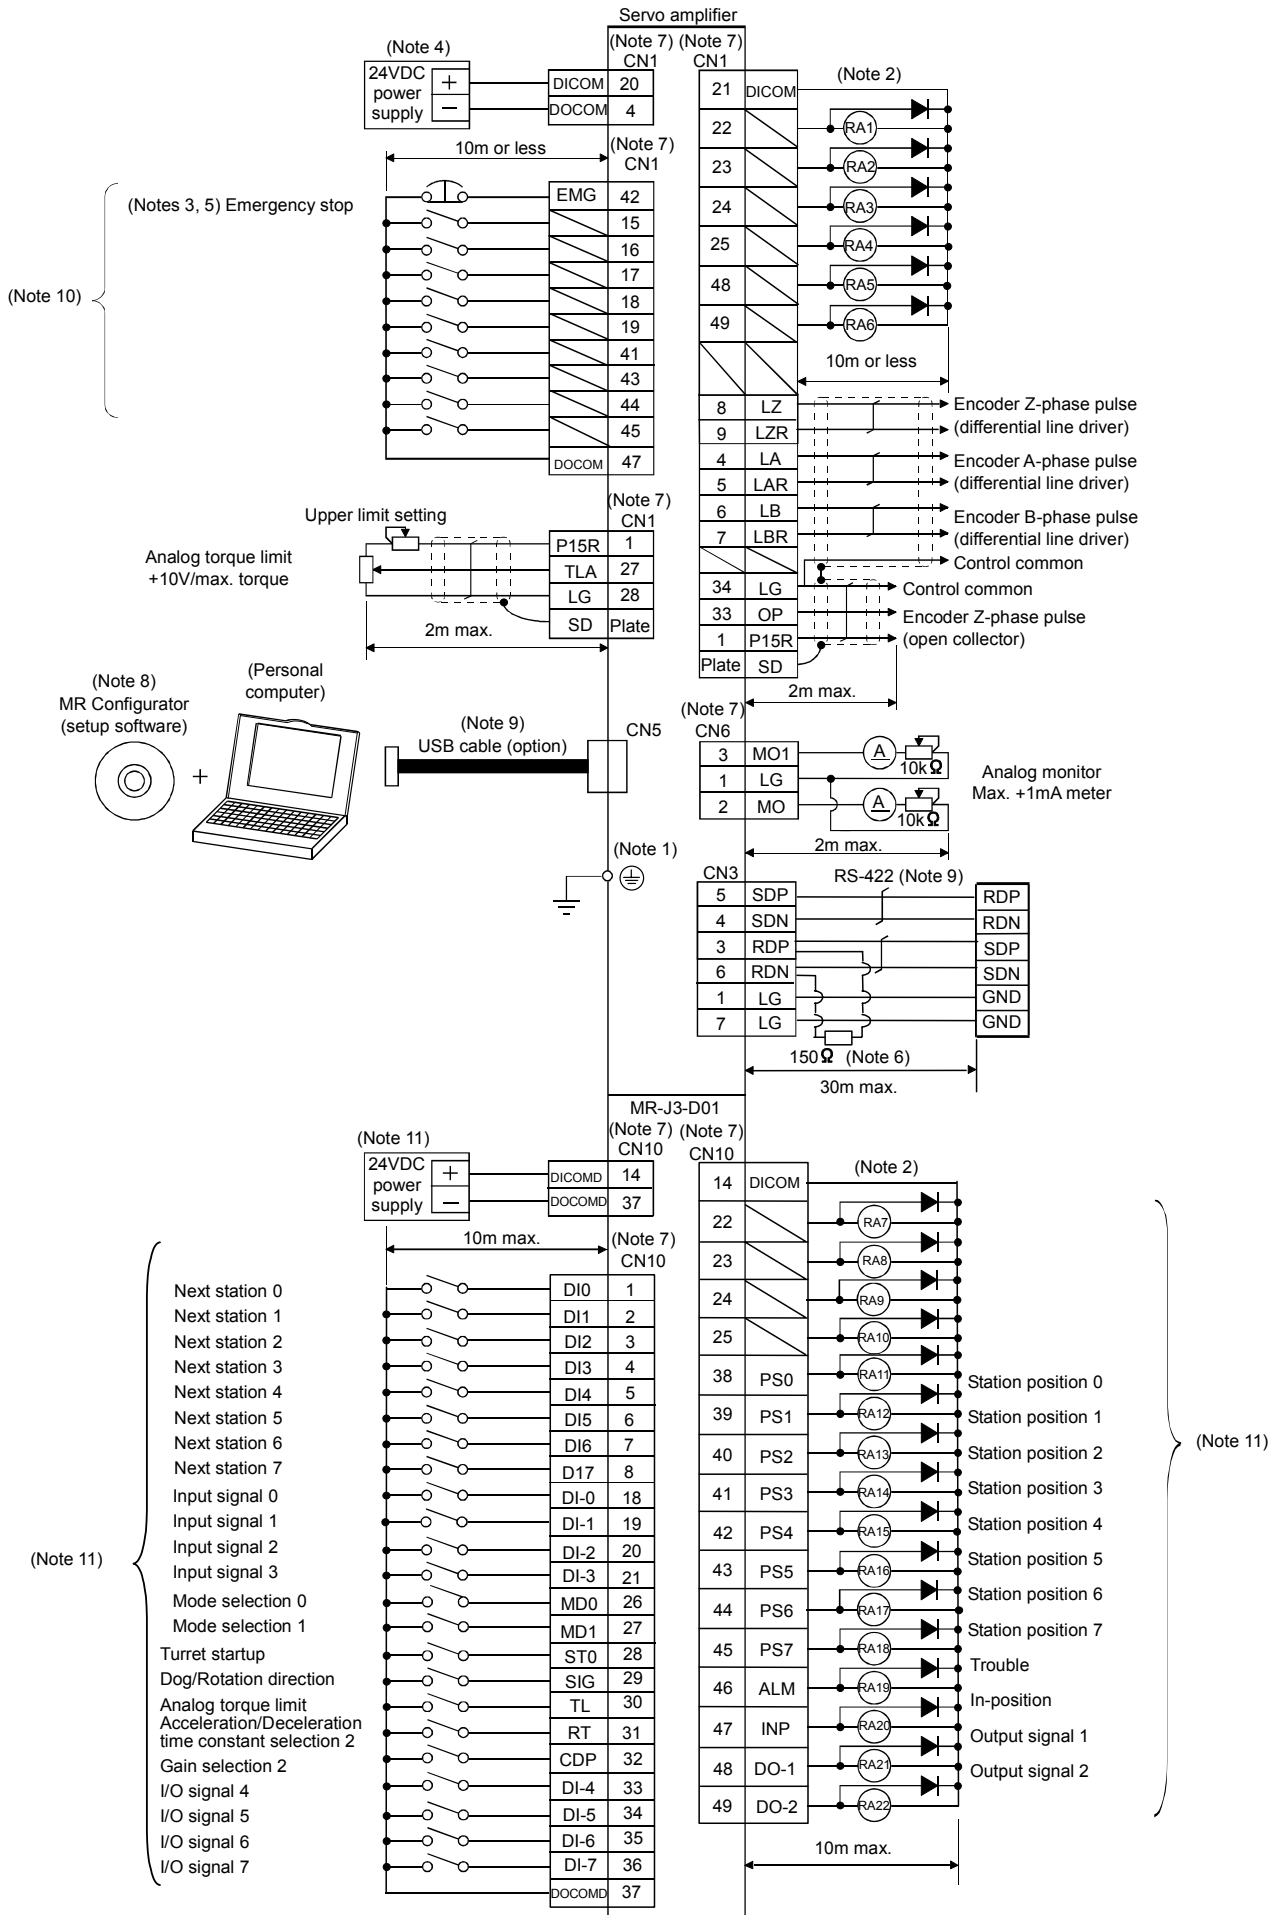 Servo amplifier
(Note 4)
24VDC
power
supply
+
−
(Note 7)
CN1
DICOM 20
DOCOM 4
10m or less
(Note 7)
CN1
(Notes 3, 5) Emergency stop
(Note 10)
EMG 42
15
16
17
18
19
41
43
44
45
DOCOM 47
(Note 7)
CN1
Upper limit setting
Analog torque limit
+10V/max. torque
P15R 1
TLA 27
LG 28
SD Plate
2m max.
(Note 8)
MR Configurator
(setup software)
+
(Personal
computer)
(Note 9)
USB cable (option)
CN5
(Note 1)
(Note 7)
CN1
(Note 2)
21 DICOM
22 RA1
23 RA2
24 RA3
25 RA4
48 RA5
49 RA6
10m or less
8 LZ
9 LZR
Encoder Z-phase pulse
(differential line driver)
4 LA
5 LAR
Encoder A-phase pulse
(differential line driver)
6 LB
7 LBR
Encoder B-phase pulse
(differential line driver)
Control common
34 LG Control common
33 OP
1 P15R
Encoder Z-phase pulse
(open collector)
Plate SD
2m max.
(Note 7)
CN6
3 MO1 A 10kΩ
1 LG
2 MO A 10kΩ
Analog monitor
Max. +1mA meter
2m max.
CN3
RS-422 (Note 9)
5 SDP RDP
4 SDN RDN
3 RDP SDP
6 RDN SDN
1 LG GND
7 LG GND
150Ω (Note 6)
30m max.
MR-J3-D01
(Note 11)
24VDC
power
supply
+
−
(Note 7)
CN10
DICOMD 14
DOCOMD 37
10m max.
(Note 7)
CN10
(Note 11)
Next station 0 DI0 1
Next station 1 DI1 2
Next station 2 DI2 3
Next station 3 DI3 4
Next station 4 DI4 5
Next station 5 DI5 6
Next station 6 DI6 7
Next station 7 D17 8
Input signal 0 DI-0 18
Input signal 1 DI-1 19
Input signal 2 DI-2 20
Input signal 3 DI-3 21
Mode selection 0 MD0 26
Mode selection 1 MD1 27
Turret startup ST0 28
Dog/Rotation direction SIG 29
Analog torque limit TL 30
Acceleration/Deceleration
time constant selection 2 RT 31
Gain selection 2 CDP 32
I/O signal 4 DI-4 33
I/O signal 5 DI-5 34
I/O signal 6 DI-6 35
I/O signal 7 DI-7 36
DOCOMD 37
(Note 7)
CN10
(Note 2)
14 DICOM
22 RA7
23 RA8
24 RA9
25 RA10
38 PS0 RA11 Station position 0
39 PS1 RA12 Station position 1
40 PS2 RA13 Station position 2
41 PS3 RA14 Station position 3
42 PS4 RA15 Station position 4
43 PS5 RA16 Station position 5
44 PS6 RA17 Station position 6
45 PS7 RA18 Station position 7
46 ALM RA19 Trouble
47 INP RA20 In-position
48 DO-1 RA21 Output signal 1
49 DO-2 RA22 Output signal 2
(Note 11)
10m max.